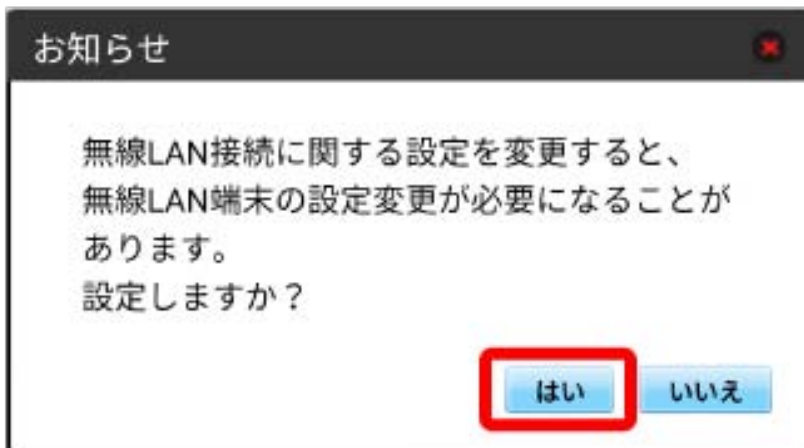 お知らせ
無線LAN接続に関する設定を変更すると、
無線LAN端末の設定変更が必要になることが
あります。
設定しますか？
はい いいえ